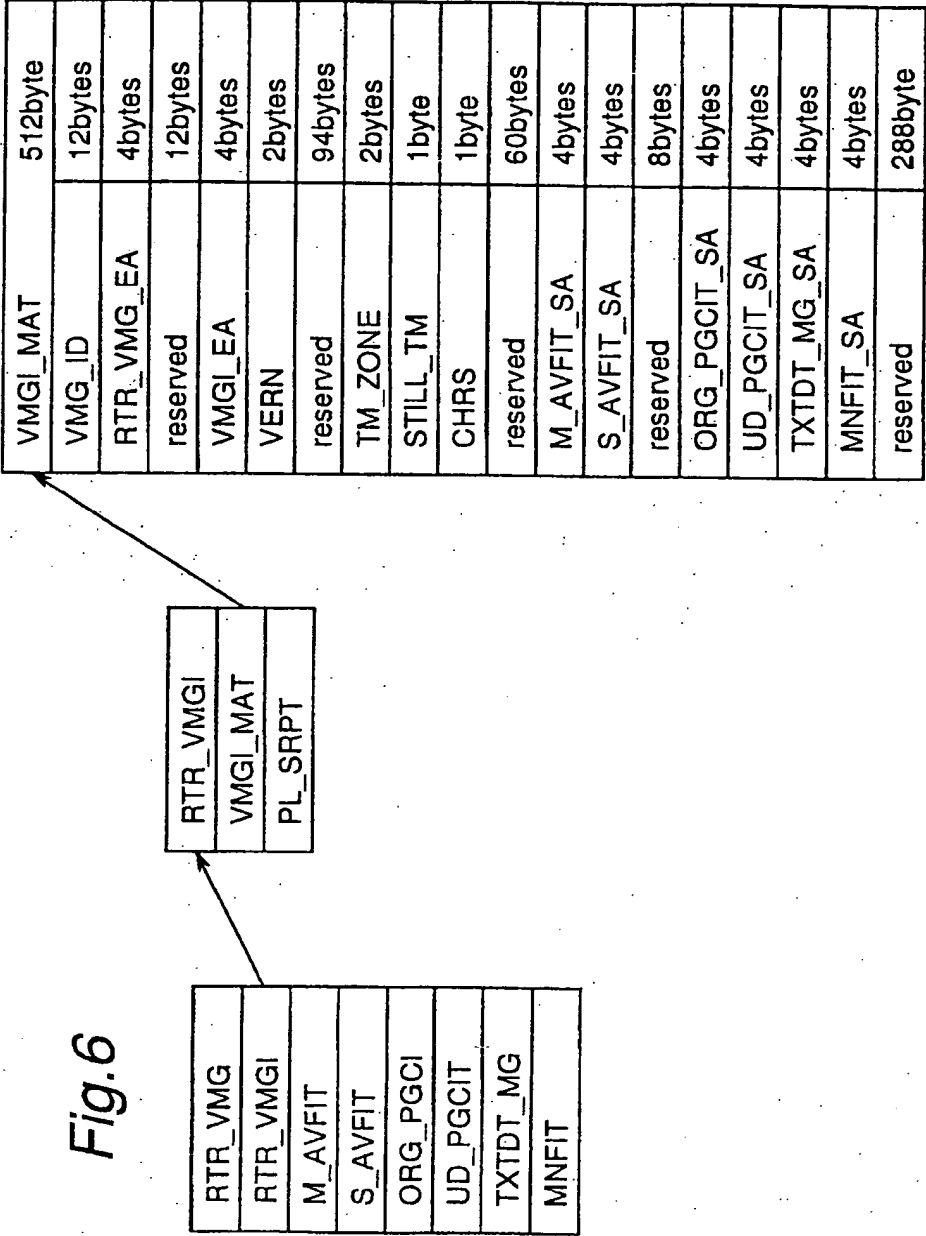 Fig.6
RTR_VMG
RTR_VMGI
M_AVFIT
S_AVFIT
ORG_PGCI
UD_PGCIT
TXTDT_MG
MNFIT
RTR_VMGI
VMGI_MAT
PL_SRPT
VMGI_MAT 512byte
VMG_ID 12bytes
RTR_VMG_EA 4bytes
reserved 12bytes
VMGI_EA 4bytes
VERN 2bytes
reserved 94bytes
TM_ZONE 2bytes
STILL_TM 1byte
CHRS 1byte
reserved 60bytes
M_AVFIT_SA 4bytes
S_AVFIT_SA 4bytes
reserved 8bytes
ORG_PGCIT_SA 4bytes
UD_PGCIT_SA 4bytes
TXTDT_MG_SA 4bytes
MNFIT_SA 4bytes
reserved 288byte